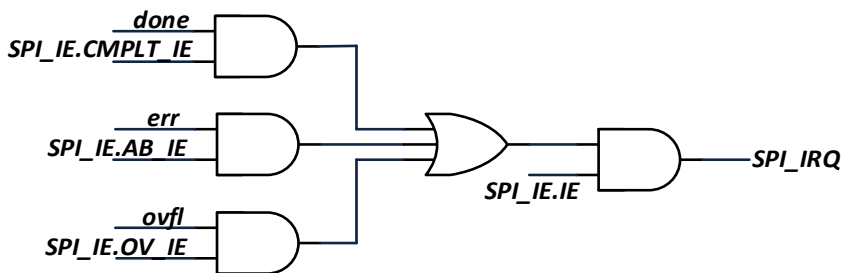 done
SPI_IE.CMPLT_IE
err
SPI_IE.AB_IE
SPI_IRQ
SPI_IE.IE
ovfl
SPI_IE.OV_IE